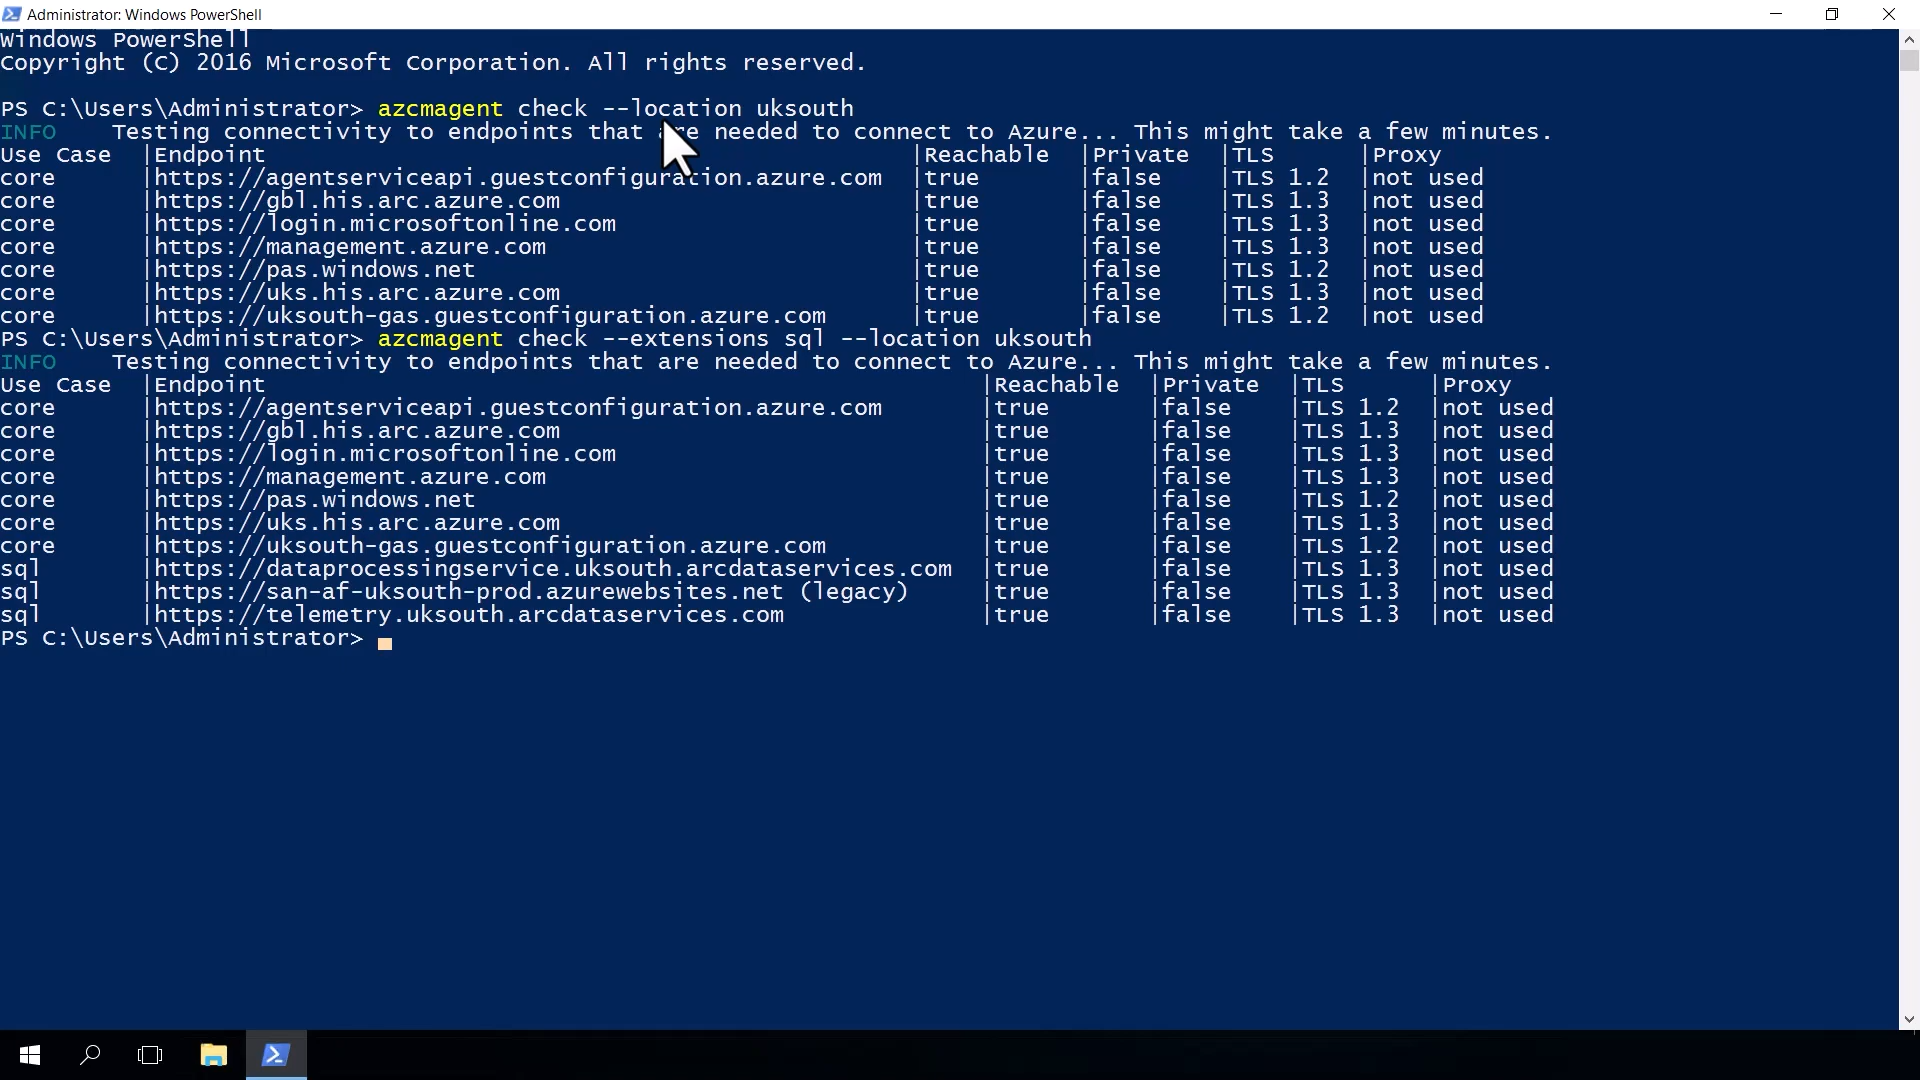 Administrator: Windows PowerShell
Windows PowerShell
Copyright (C) 2016 Microsoft Corporation. All rights reserved.
PS C:\Users\Administrator> azcmagent check --location uksouth
INFO    Testing connectivity to endpoints that are needed to connect to Azure... This might take a few minutes.
Use Case  |Endpoint                                              |Reachable  |Private  |TLS      |Proxy
core      |https://agentserviceapi.guestconfiguration.azure.com  |true       |false    |TLS 1.2  |not used
core      |https://gbl.his.arc.azure.com                         |true       |false    |TLS 1.3  |not used
core      |https://login.microsoftonline.com                     |true       |false    |TLS 1.3  |not used
core      |https://management.azure.com                          |true       |false    |TLS 1.3  |not used
core      |https://pas.windows.net                               |true       |false    |TLS 1.2  |not used
core      |https://uks.his.arc.azure.com                         |true       |false    |TLS 1.3  |not used
core      |https://uksouth-gas.guestconfiguration.azure.com      |true       |false    |TLS 1.2  |not used
PS C:\Users\Administrator> azcmagent check --extensions sql --location uksouth
INFO    Testing connectivity to endpoints that are needed to connect to Azure... This might take a few minutes.
Use Case  |Endpoint                                                   |Reachable  |Private  |TLS      |Proxy
core      |https://agentserviceapi.guestconfiguration.azure.com       |true       |false    |TLS 1.2  |not used
core      |https://gbl.his.arc.azure.com                              |true       |false    |TLS 1.3  |not used
core      |https://login.microsoftonline.com                          |true       |false    |TLS 1.3  |not used
core      |https://management.azure.com                               |true       |false    |TLS 1.3  |not used
core      |https://pas.windows.net                                    |true       |false    |TLS 1.2  |not used
core      |https://uks.his.arc.azure.com                              |true       |false    |TLS 1.3  |not used
core      |https://uksouth-gas.guestconfiguration.azure.com           |true       |false    |TLS 1.2  |not used
sql       |https://dataprocessingservice.uksouth.arcdataservices.com  |true       |false    |TLS 1.3  |not used
sql       |https://san-af-uksouth-prod.azurewebsites.net (legacy)     |true       |false    |TLS 1.3  |not used
sql       |https://telemetry.uksouth.arcdataservices.com              |true       |false    |TLS 1.3  |not used
PS C:\Users\Administrator>